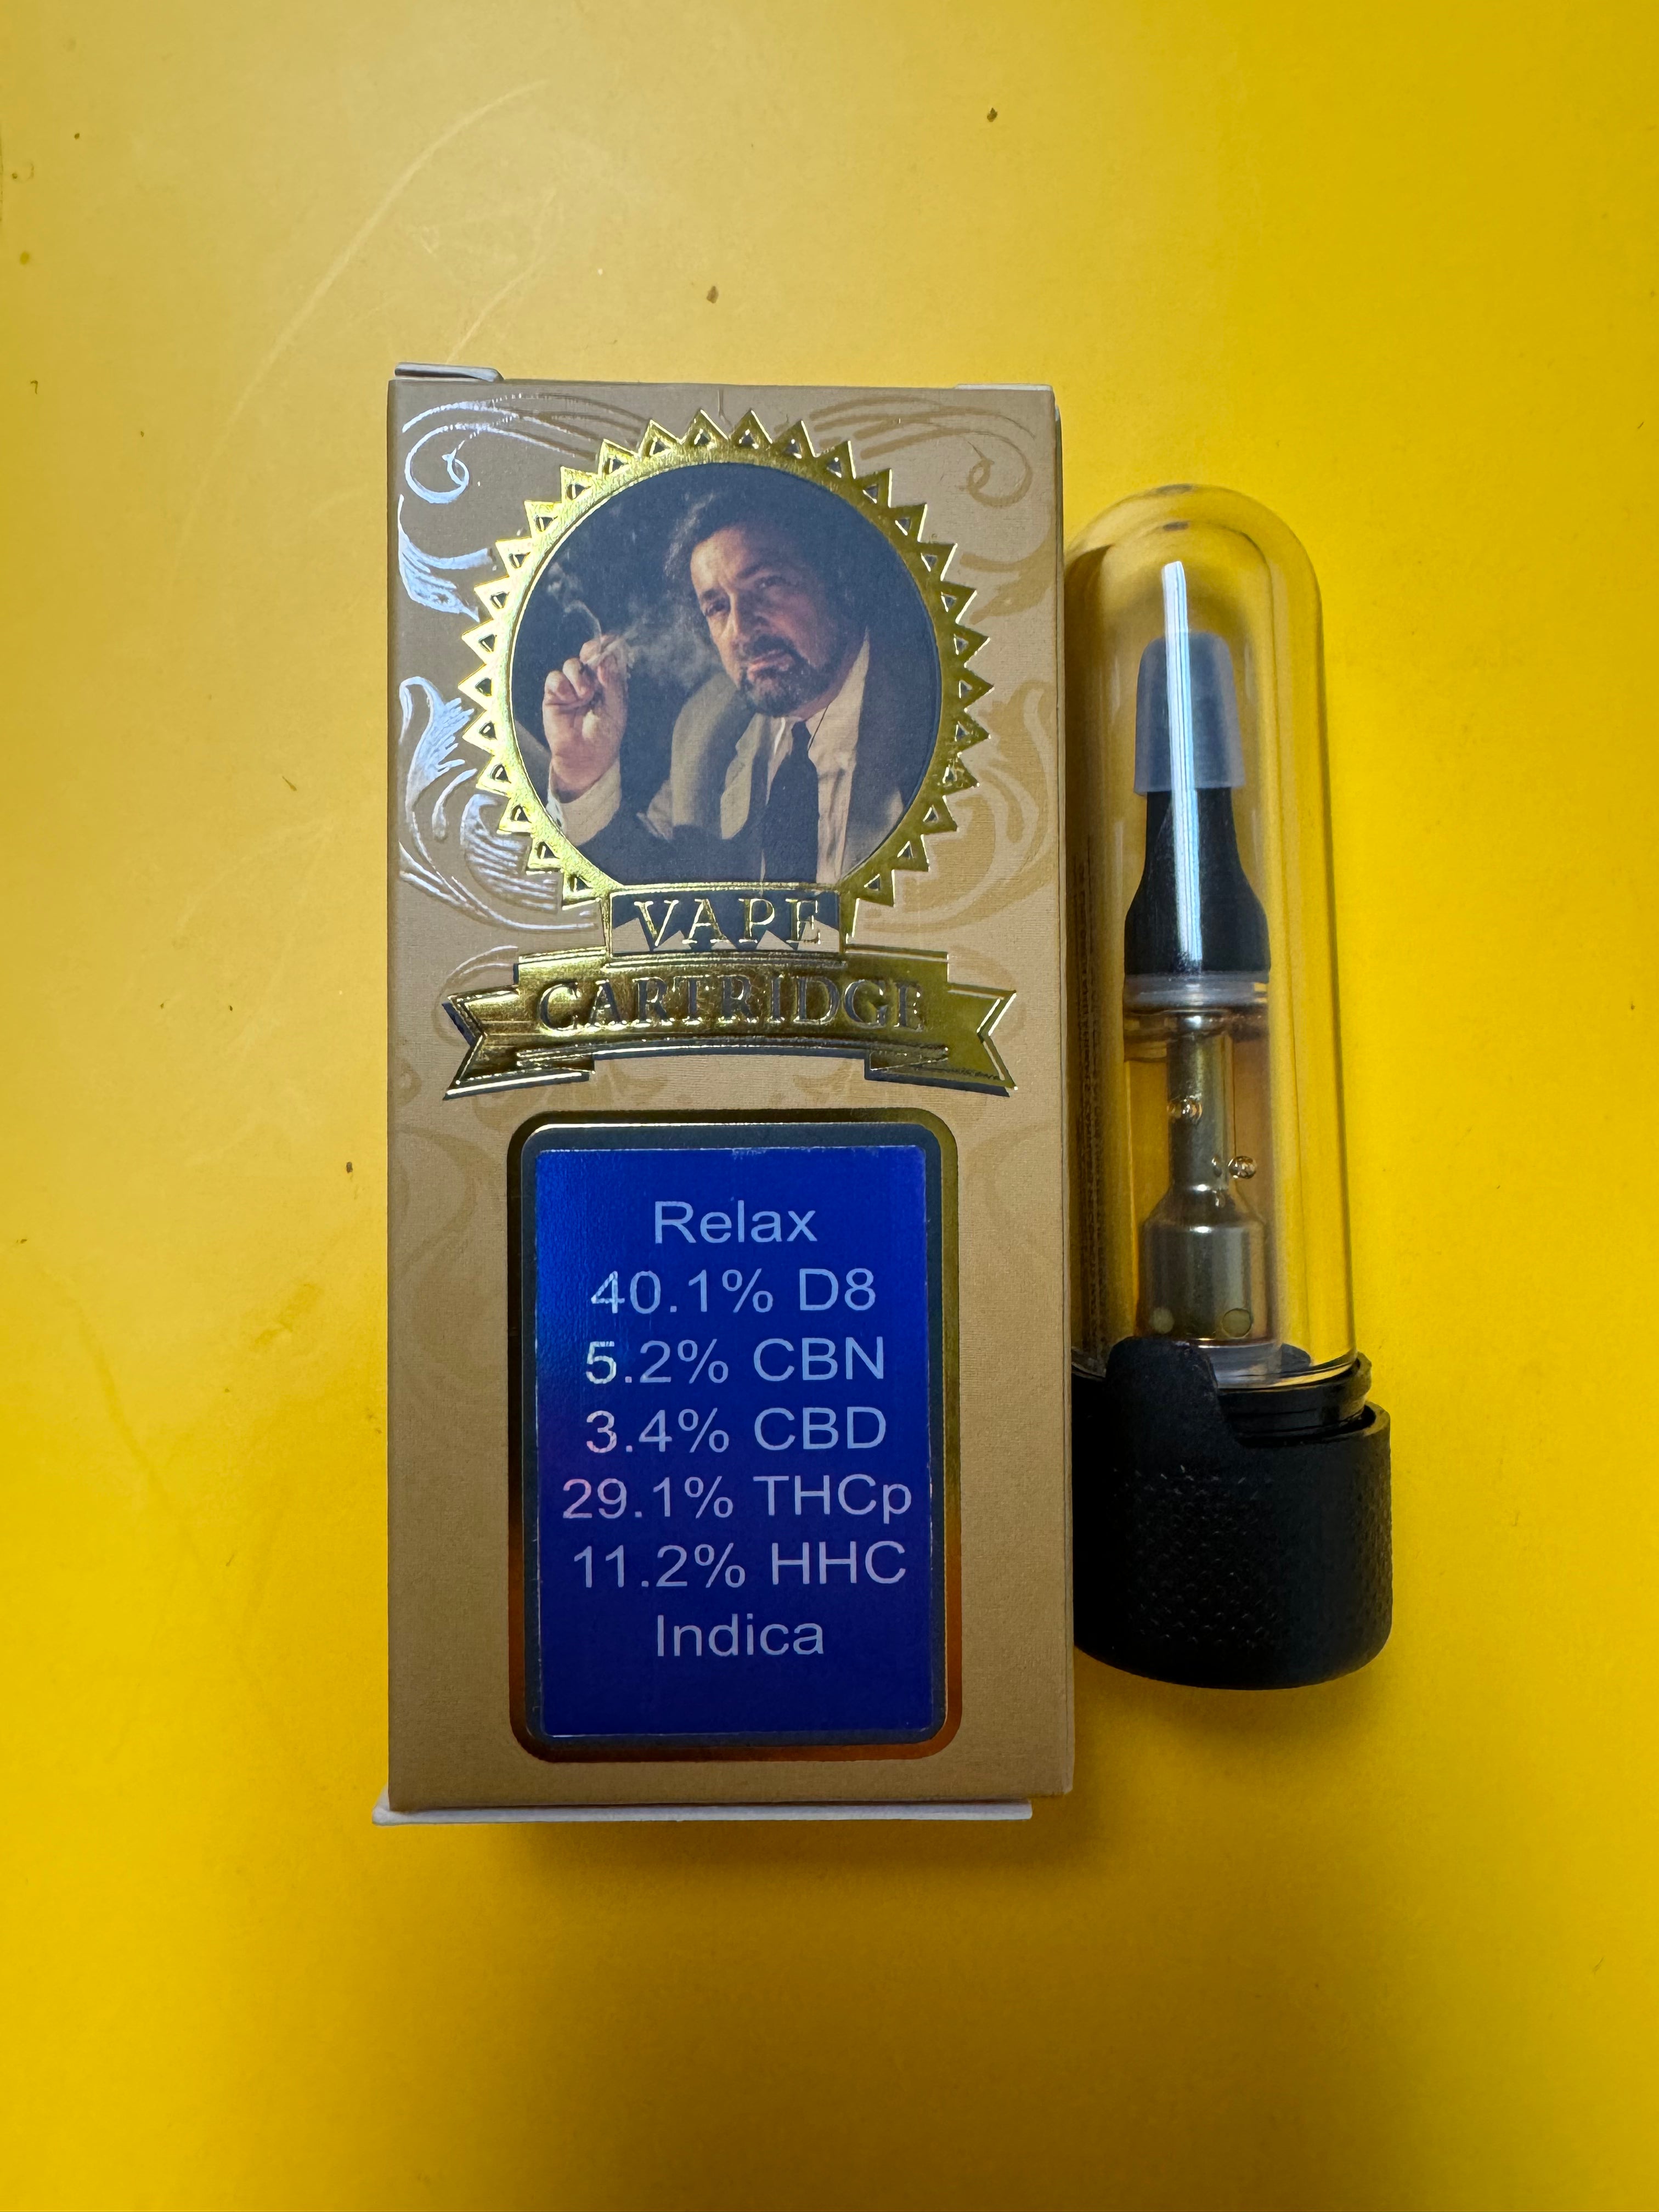 VAPE
CARTRIDGE
Relax
40.1% D8
5.2% CBN
3.4% CBD
29.1% THCp
11.2% HHC
Indica